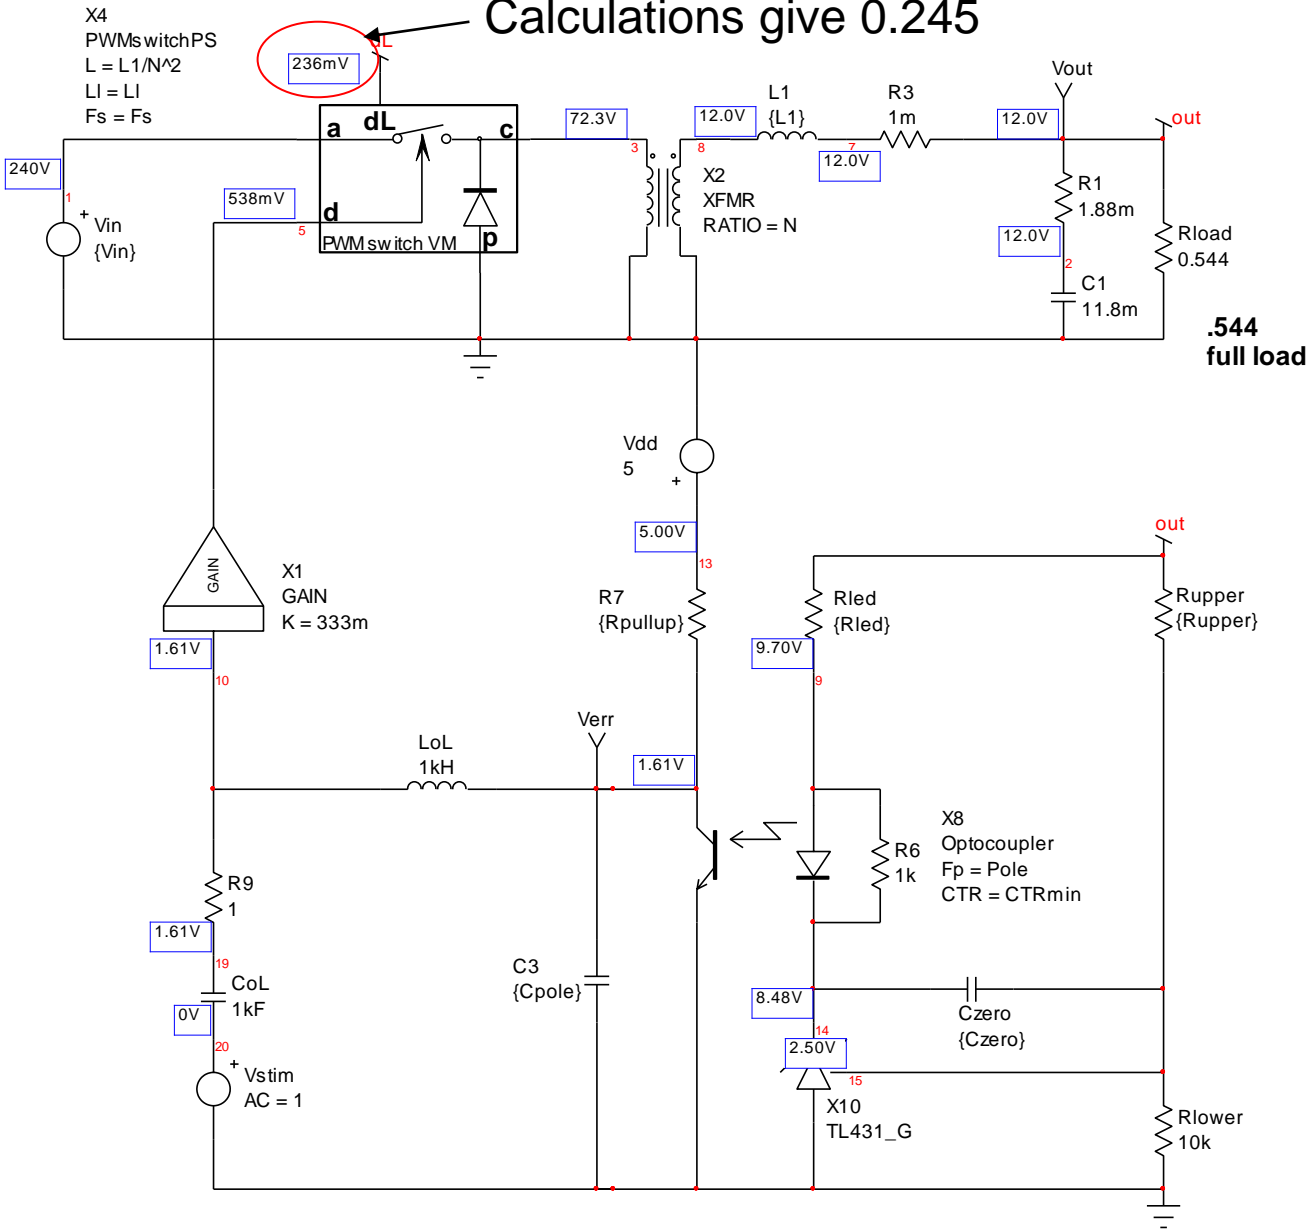 Calculations give 0.245
X4
PWMswitchPS
L = L1/N^2
Ll = Ll
Fs = Fs
dL
236mV
a
dL
c
d
PWM switch VM
p
240V
1
Vin
{Vin}
538mV
5
72.3V
3
12.0V
8
X2
XFMR
RATIO = N
L1
{L1}
7
12.0V
R3
1m
Vout
12.0V
out
R1
1.88m
12.0V
2
C1
11.8m
Rload
0.544
.544
full load
Vdd
5
5.00V
13
R7
{Rpullup}
GAIN
X1
GAIN
K = 333m
1.61V
10
out
Rled
{Rled}
9.70V
9
Rupper
{Rupper}
LoL
1kH
Verr
1.61V
R6
1k
X8
Optocoupler
Fp = Pole
CTR = CTRmin
R9
1
1.61V
19
CoL
1kF
0V
20
Vstim
AC = 1
C3
{Cpole}
8.48V
14
Czero
{Czero}
2.50V
15
X10
TL431_G
Rlower
10k